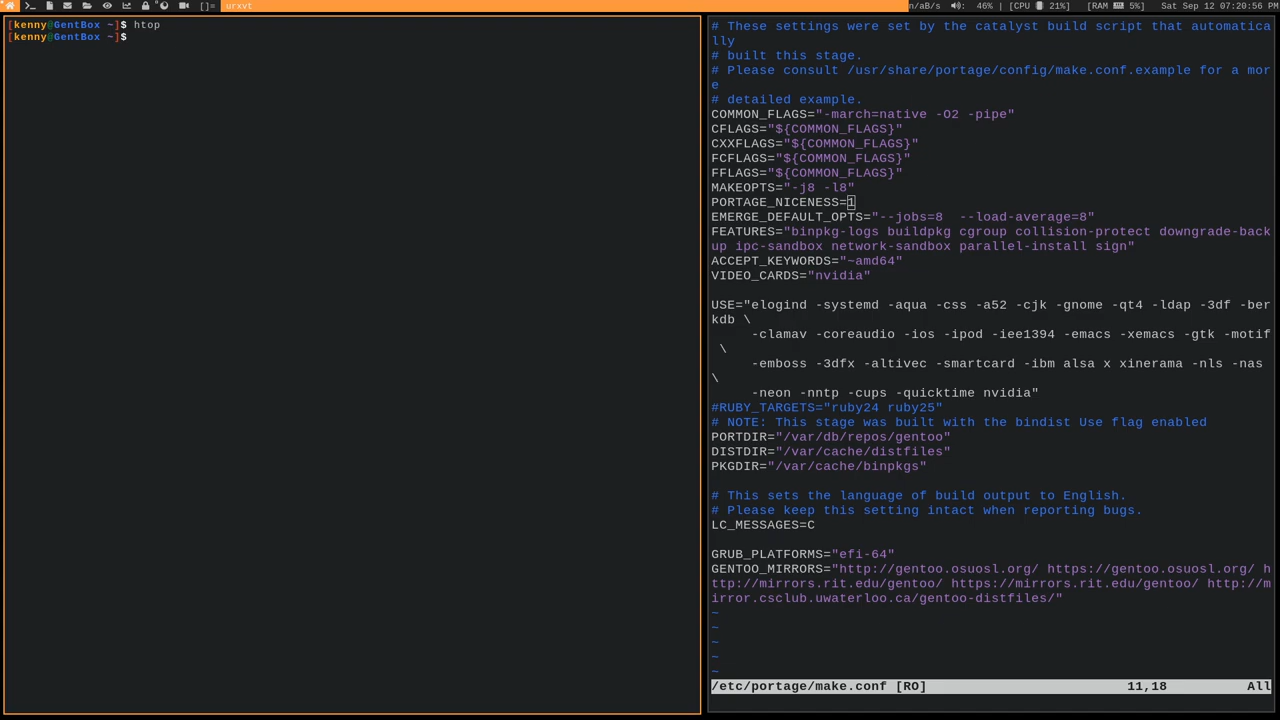 []= urxvt n/aB/s 46% | [CPU 21%] [RAM 5%] Sat Sep 12 07:20:56 PM
[kenny@GentBox ~]$ htop
[kenny@GentBox ~]$
# These settings were set by the catalyst build script that automatica
lly
# built this stage.
# Please consult /usr/share/portage/config/make.conf.example for a mor
e
# detailed example.
COMMON_FLAGS="-march=native -O2 -pipe"
CFLAGS="${COMMON_FLAGS}"
CXXFLAGS="${COMMON_FLAGS}"
FCFLAGS="${COMMON_FLAGS}"
FFLAGS="${COMMON_FLAGS}"
MAKEOPTS="-j8 -l8"
PORTAGE_NICENESS=1
EMERGE_DEFAULT_OPTS="--jobs=8  --load-average=8"
FEATURES="binpkg-logs buildpkg cgroup collision-protect downgrade-back
up ipc-sandbox network-sandbox parallel-install sign"
ACCEPT_KEYWORDS="~amd64"
VIDEO_CARDS="nvidia"
USE="elogind -systemd -aqua -css -a52 -cjk -gnome -qt4 -ldap -3df -ber
kdb \
-clamav -coreaudio -ios -ipod -iee1394 -emacs -xemacs -gtk -motif
\
-emboss -3dfx -altivec -smartcard -ibm alsa x xinerama -nls -nas
\
-neon -nntp -cups -quicktime nvidia"
#RUBY_TARGETS="ruby24 ruby25"
# NOTE: This stage was built with the bindist Use flag enabled
PORTDIR="/var/db/repos/gentoo"
DISTDIR="/var/cache/distfiles"
PKGDIR="/var/cache/binpkgs"
# This sets the language of build output to English.
# Please keep this setting intact when reporting bugs.
LC_MESSAGES=C
GRUB_PLATFORMS="efi-64"
GENTOO_MIRRORS="http://gentoo.osuosl.org/ https://gentoo.osuosl.org/ h
ttp://mirrors.rit.edu/gentoo/ https://mirrors.rit.edu/gentoo/ http://m
irror.csclub.uwaterloo.ca/gentoo-distfiles/"
~
~
~
~
~
/etc/portage/make.conf [RO] 11,18 All